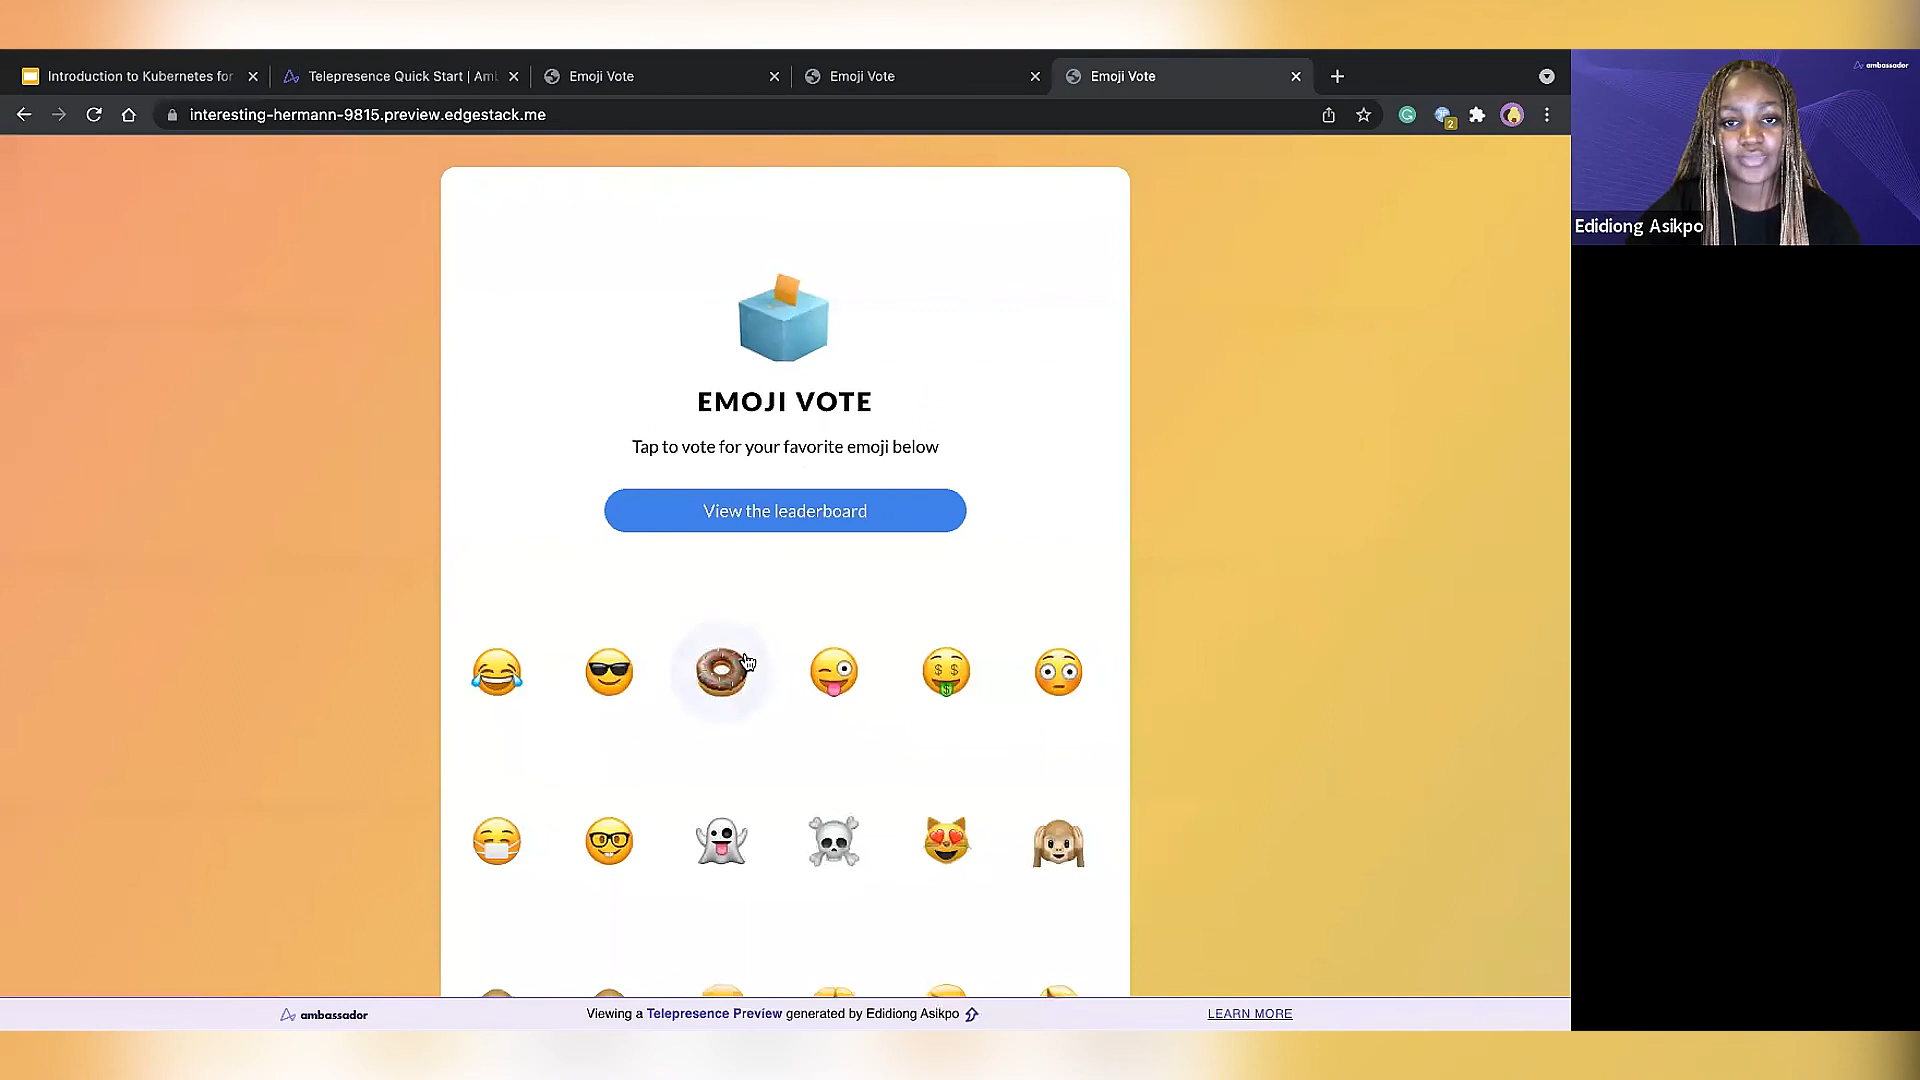 Introduction to Kubernetes for
Telepresence Quick Start | Am
Emoji Vote
Emoji Vote
Emoji Vote
interesting-hermann-9815.preview.edgestack.me
2
ambassador
Edidiong Asikpo
EMOJI VOTE
Tap to vote for your favorite emoji below
View the leaderboard
ambassador
Viewing a Telepresence Preview generated by Edidiong Asikpo
LEARN MORE